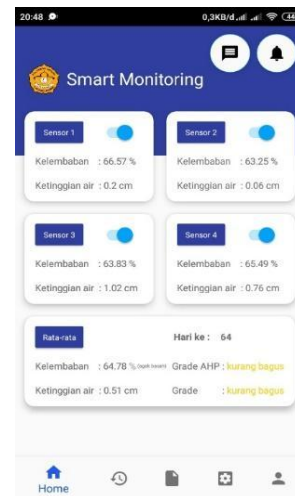 20:48 0,3KB/d 44
Smart Monitoring
Sensor 1
Kelembaban : 66.57 %
Ketinggian air : 0.2 cm
Sensor 2
Kelembaban : 63.25 %
Ketinggian air : 0.06 cm
Sensor 3
Kelembaban : 63.83 %
Ketinggian air : 1.02 cm
Sensor 4
Kelembaban : 65.49 %
Ketinggian air : 0.76 cm
Rata-rata Hari ke : 64
Kelembaban : 64.78 % Grade AHP : kurang bagus
Ketinggian air : 0.51 cm Grade : kurang bagus
Home